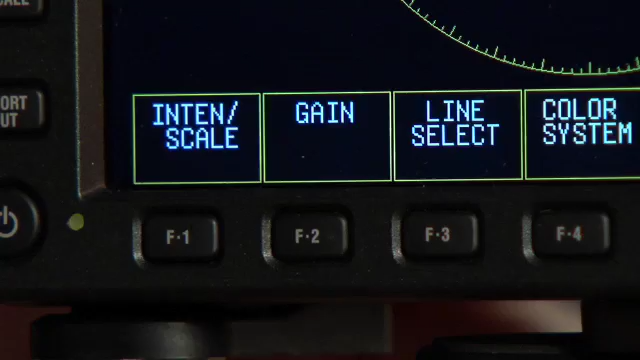 INTEN/
SCALE
GAIN
LINE
SELECT
COLOR
SYSTEM
F·1
F·2
F·3
F·4